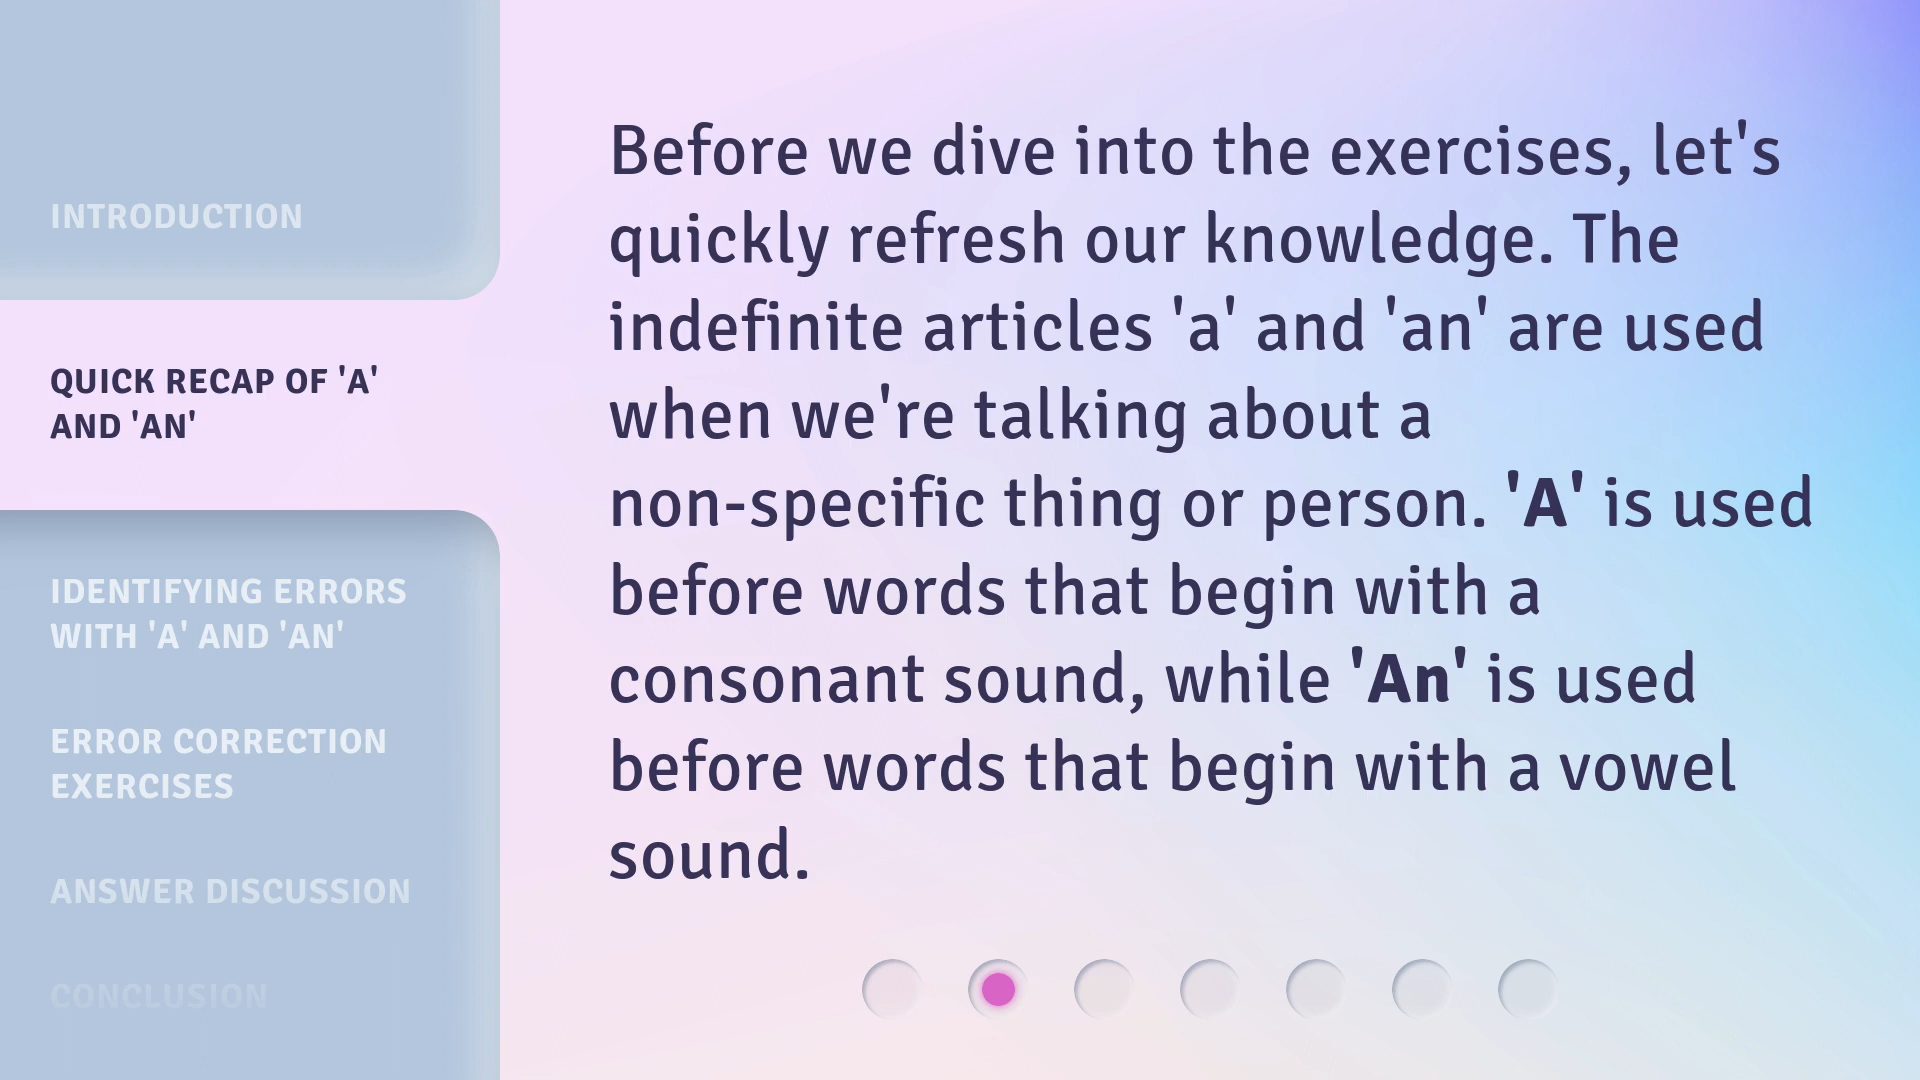 INTRODUCTION
QUICK RECAP OF 'A'
AND 'AN'
IDENTIFYING ERRORS
WITH 'A' AND 'AN'
ERROR CORRECTION
EXERCISES
ANSWER DISCUSSION
CONCLUSION
Before we dive into the exercises, let's
quickly refresh our knowledge. The
indefinite articles 'a' and 'an' are used
when we're talking about a
non-specific thing or person. 'A' is used
before words that begin with a
consonant sound, while 'An' is used
before words that begin with a vowel
sound.